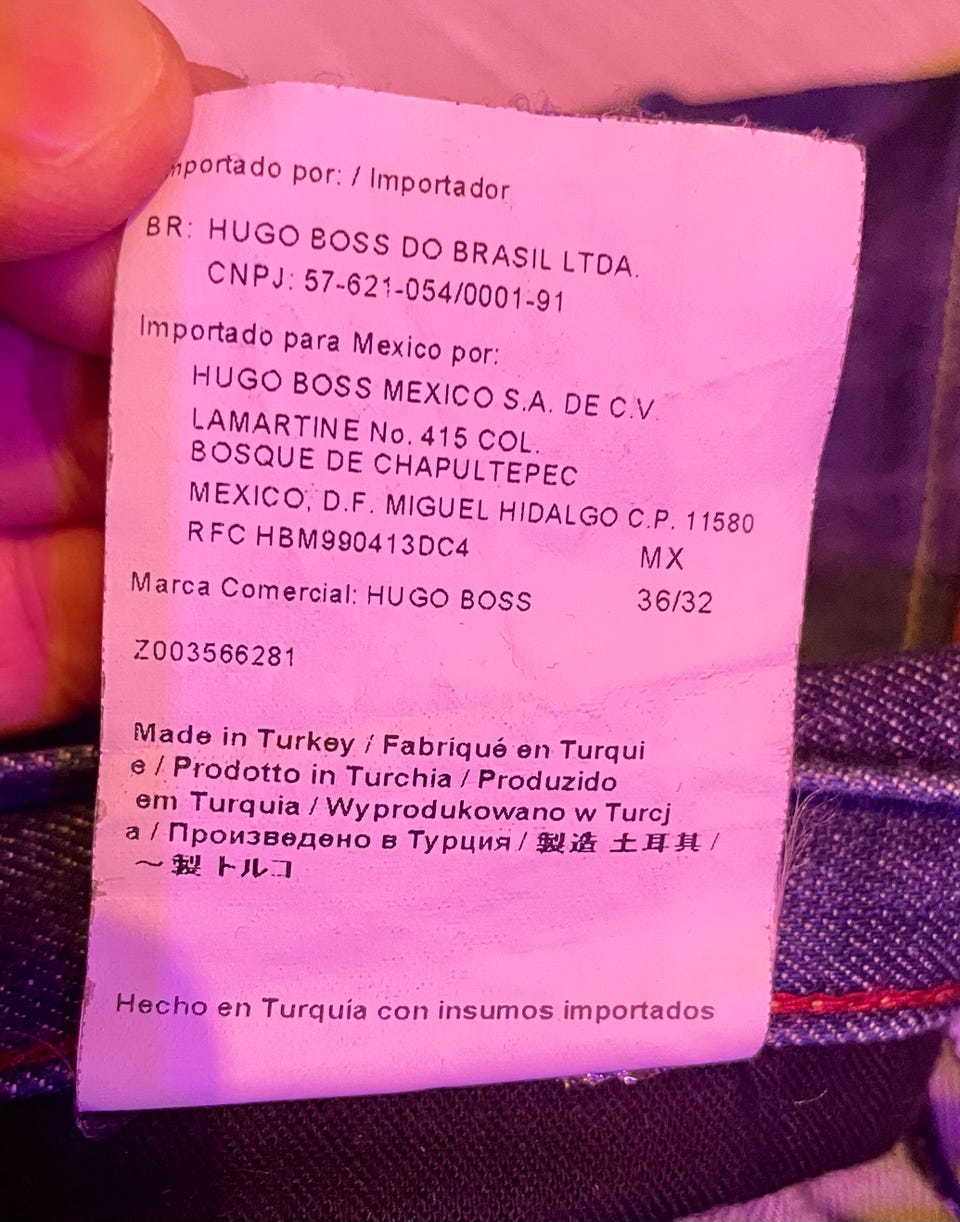 mportado por: / Importador
BR: HUGO BOSS DO BRASIL LTDA.
CNPJ: 57-621-054/0001-91
Importado para Mexico por:
HUGO BOSS MEXICO S.A. DE C.V.
LAMARTINE No. 415 COL.
BOSQUE DE CHAPULTEPEC
MEXICO, D.F. MIGUEL HIDALGO C.P. 11580
RFC HBM990413DC4 MX
Marca Comercial: HUGO BOSS 36/32
Z003566281
Made in Turkey / Fabriqué en Turqui
e / Prodotto in Turchia / Produzido
em Turquia / Wyprodukowano w Turcj
a / Произведено в Турция / 製造 土耳其 /
～製 トルコ
Hecho en Turquía con insumos importados